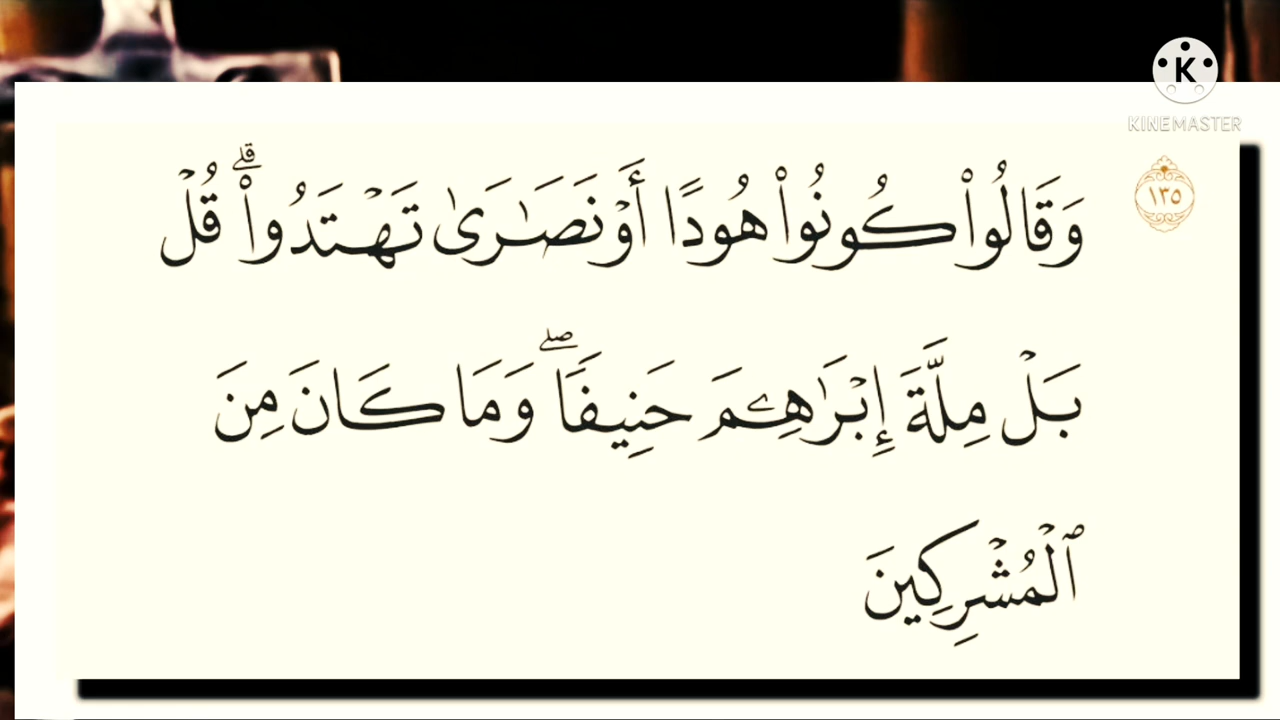 KINEMASTER
١٣٥
وَقَالُوا۟ كُونُوا۟ هُودًا أَوْ نَصَـٰرَىٰ تَهْتَدُوا۟ ۗ قُلْ
بَلْ مِلَّةَ إِبْرَٰهِـۧمَ حَنِيفًا ۖ وَمَا كَانَ مِنَ
ٱلْمُشْرِكِينَ